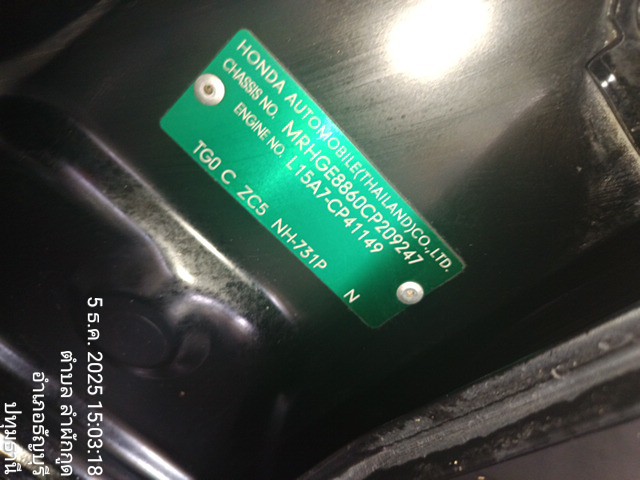 HONDA AUTOMOBILE(THAILAND)CO.,LTD.
CHASSIS NO. MRHGE8860CP209247
ENGINE NO. L15A7-CP41149
TG0 C ZC5 NH-731P N
5 ธ.ค. 2025 15:03:18
ตำบล ลำผักกูด
อำเภอธัญบุรี
ปทุมธานี